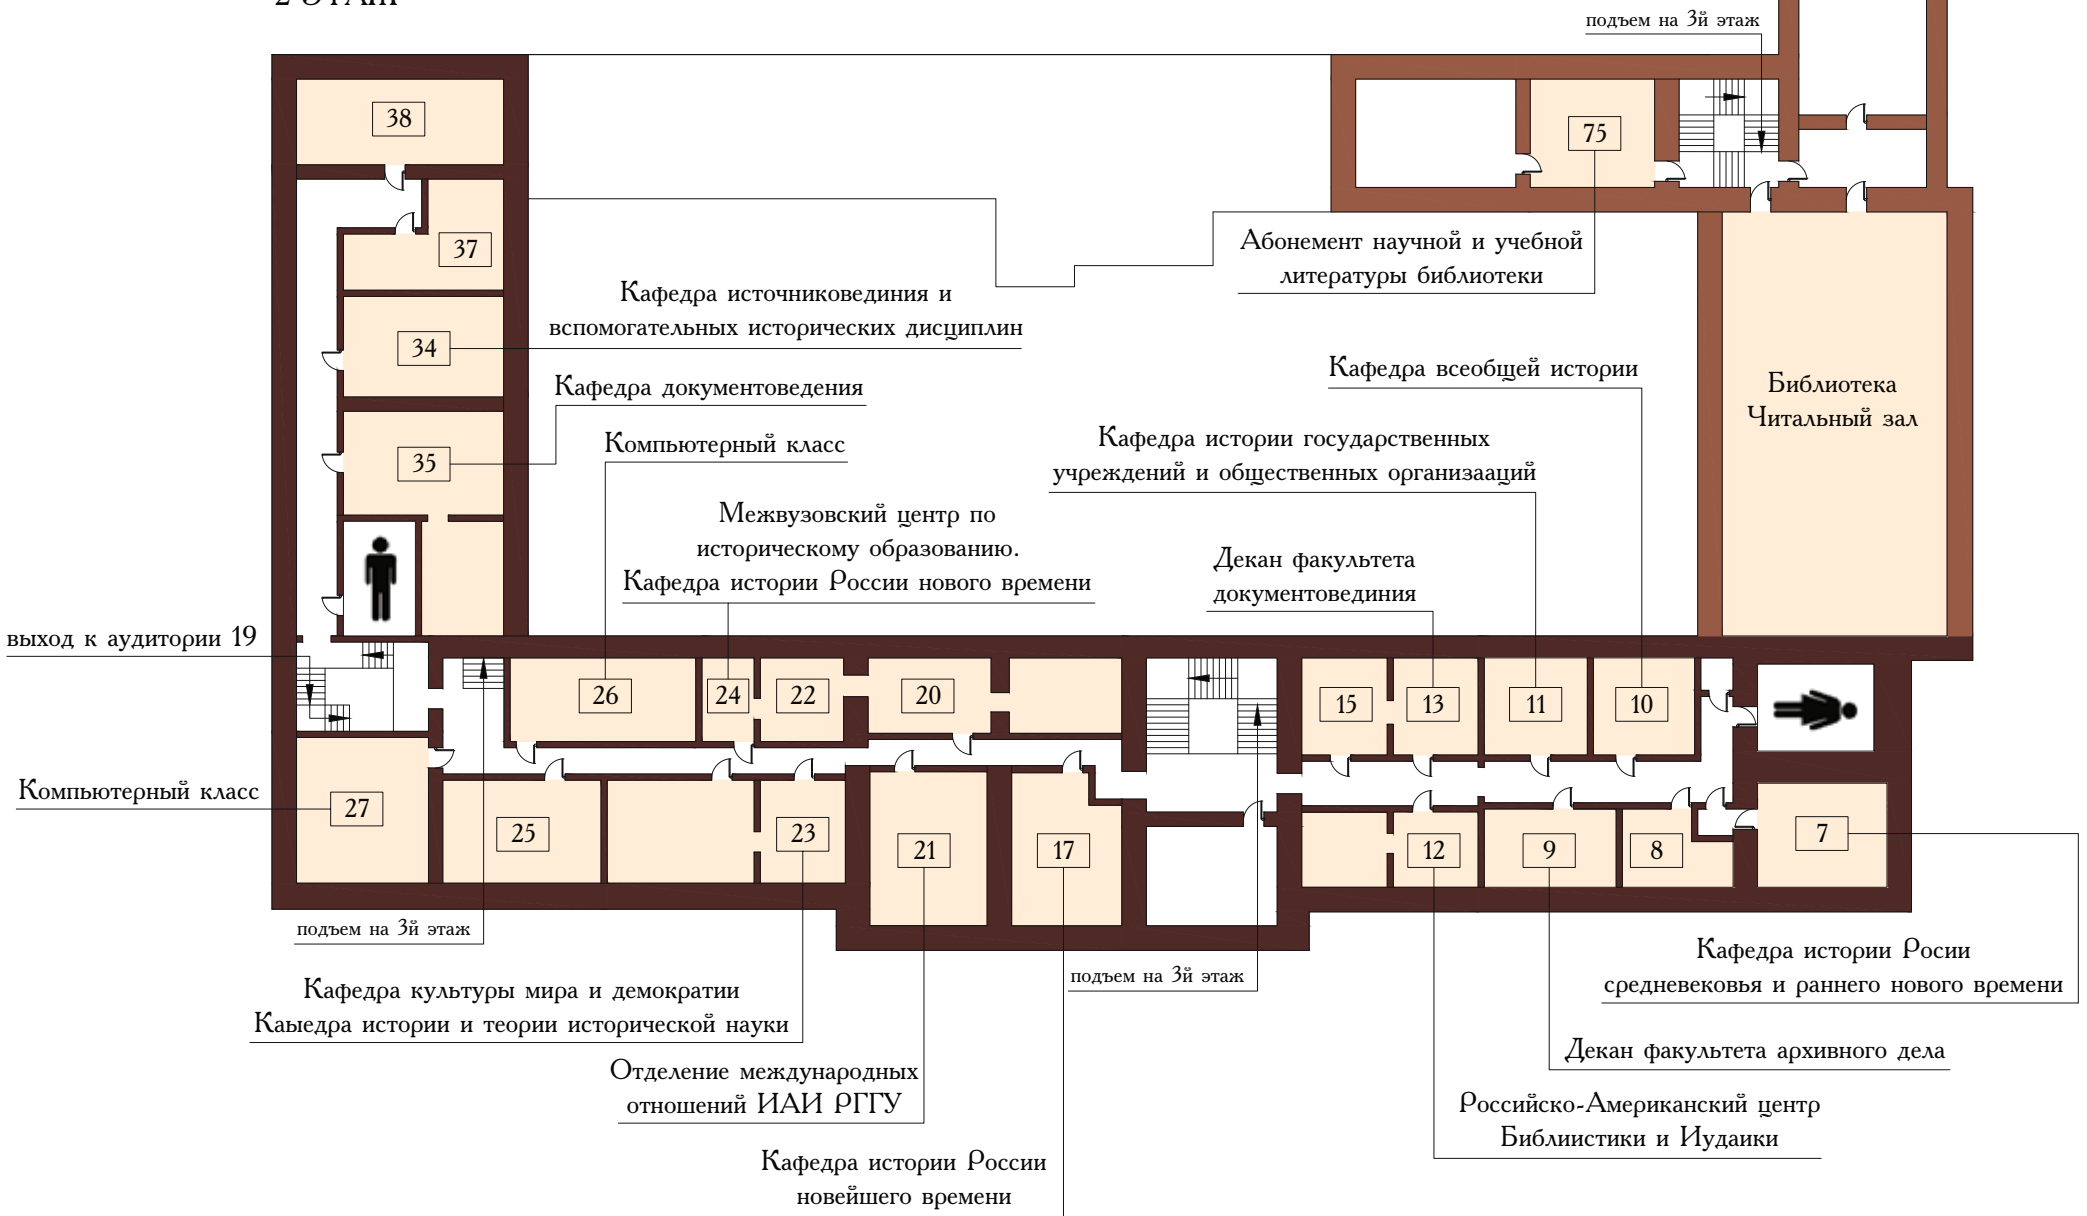 2 ЭТАЖ
подъем на 3й этаж
38
75
37
Абонемент научной и учебной
литературы библиотеки
Кафедра источниковединия и
вспомогательных исторических дисциплин
34
Кафедра всеобщей истории
Библиотека
Читальный зал
Кафедра документоведения
Кафедра истории государственных
учреждений и общественных организааций
Компьютерный класс
35
Межвузовский центр по
историческому образованию.
Кафедра истории России нового времени
Декан факультета
документовединия
выход к аудитории 19
26
24
22
20
15
13
11
10
Компьютерный класс
27
25
23
21
17
12
9
8
7
подъем на 3й этаж
подъем на 3й этаж
Кафедра истории Росии
средневековья и раннего нового времени
Кафедра культуры мира и демократии
Каыедра истории и теории исторической науки
Декан факультета архивного дела
Отделение международных
отношений ИАИ РГГУ
Российско-Американский центр
Библиистики и Иудаики
Кафедра истории России
новейшего времени